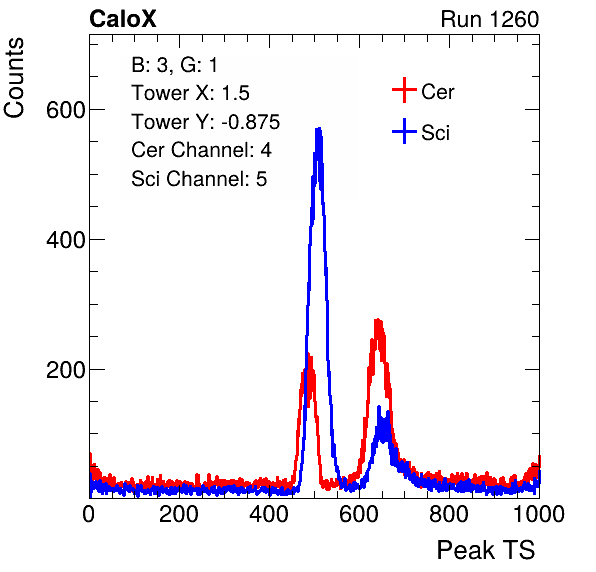 CaloX Run 1260
Counts
B: 3, G: 1
Tower X: 1.5
Tower Y: -0.875
Cer Channel: 4
Sci Channel: 5
Cer
Sci
600
400
200
0 200 400 600 800 1000
Peak TS